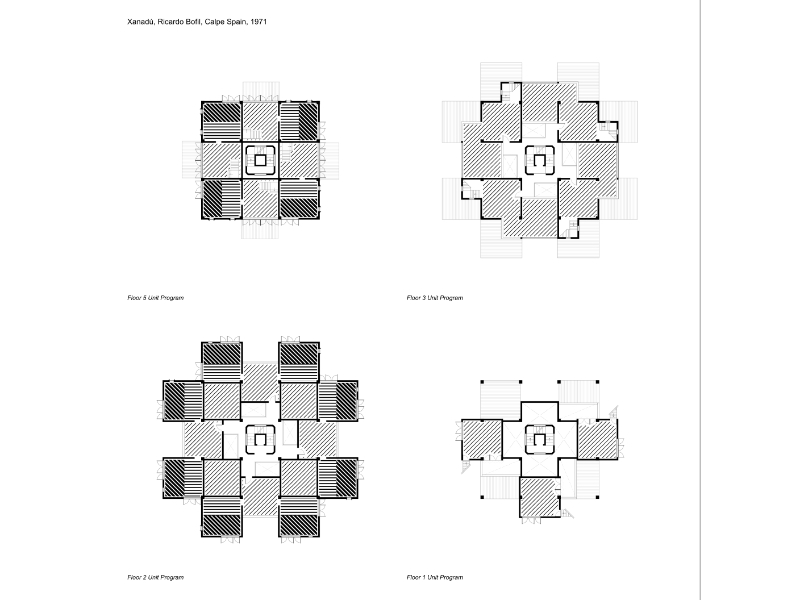 Xanadú, Ricardo Bofil, Calpe Spain, 1971
Floor 5 Unit Program
Floor 3 Unit Program
Floor 2 Unit Program
Floor 1 Unit Program